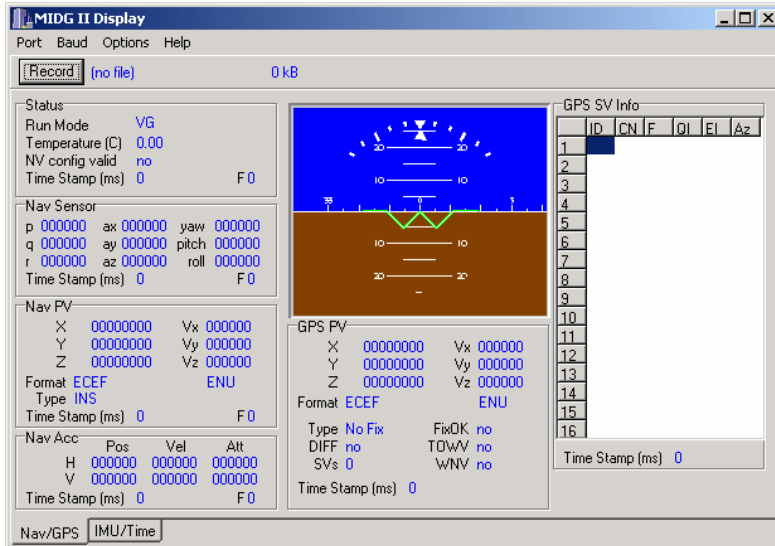 MIDG II Display
Port Baud Options Help
Record (no file) 0 kB
Status
Run Mode VG
Temperature (C) 0.00
NV config valid no
Time Stamp (ms) 0 F 0
Nav Sensor
p 000000 ax 000000 yaw 000000
q 000000 ay 000000 pitch 000000
r 000000 az 000000 roll 000000
Time Stamp (ms) 0 F 0
Nav PV
X 00000000 Vx 000000
Y 00000000 Vy 000000
Z 00000000 Vz 000000
Format ECEF ENU
Type INS
Time Stamp (ms) 0 F 0
Nav Acc
Pos Vel Att
H 000000 000000 000000
V 000000 000000 000000
Time Stamp (ms) 0 F 0
20 20
10 10
33 0 3
10 10
20 20
GPS PV
X 00000000 Vx 000000
Y 00000000 Vy 000000
Z 00000000 Vz 000000
Format ECEF ENU
Type No Fix FixOK no
DIFF no TOWV no
SVs 0 WNV no
Time Stamp (ms) 0
GPS SV Info
ID CN F QI El Az
1
2
3
4
5
6
7
8
9
10
11
12
13
14
15
16
Time Stamp (ms) 0
Nav/GPS IMU/Time